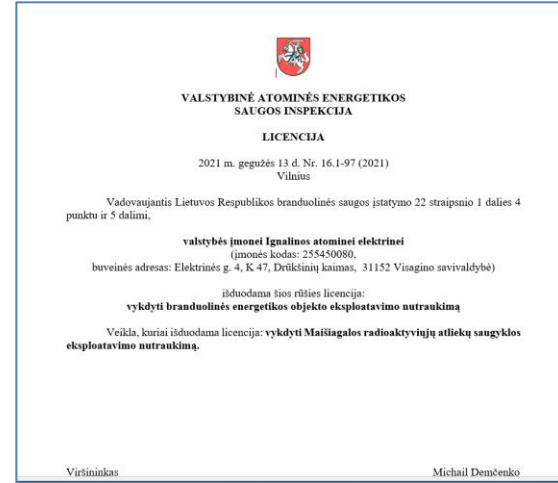 VALSTYBINĖ ATOMINĖS ENERGETIKOS
SAUGOS INSPEKCIJA
LICENCIJA
2021 m. gegužės 13 d. Nr. 16.1-97 (2021)
Vilnius
Vadovaujantis Lietuvos Respublikos branduolinės saugos įstatymo 22 straipsnio 1 dalies 4
punktu ir 5 dalimi,
valstybės įmonei Ignalinos atominei elektrinei
(įmonės kodas: 255450080,
buveinės adresas: Elektrinės g. 4, K 47, Drūkšinių kaimas, 31152 Visagino savivaldybė)
išduodama šios rūšies licencija:
vykdyti branduolinės energetikos objekto eksploatavimo nutraukimą
Veikla, kuriai išduodama licencija: vykdyti Maišiagalos radioaktyviųjų atliekų saugyklos
eksploatavimo nutraukimą.
Viršininkas Michail Demčenko